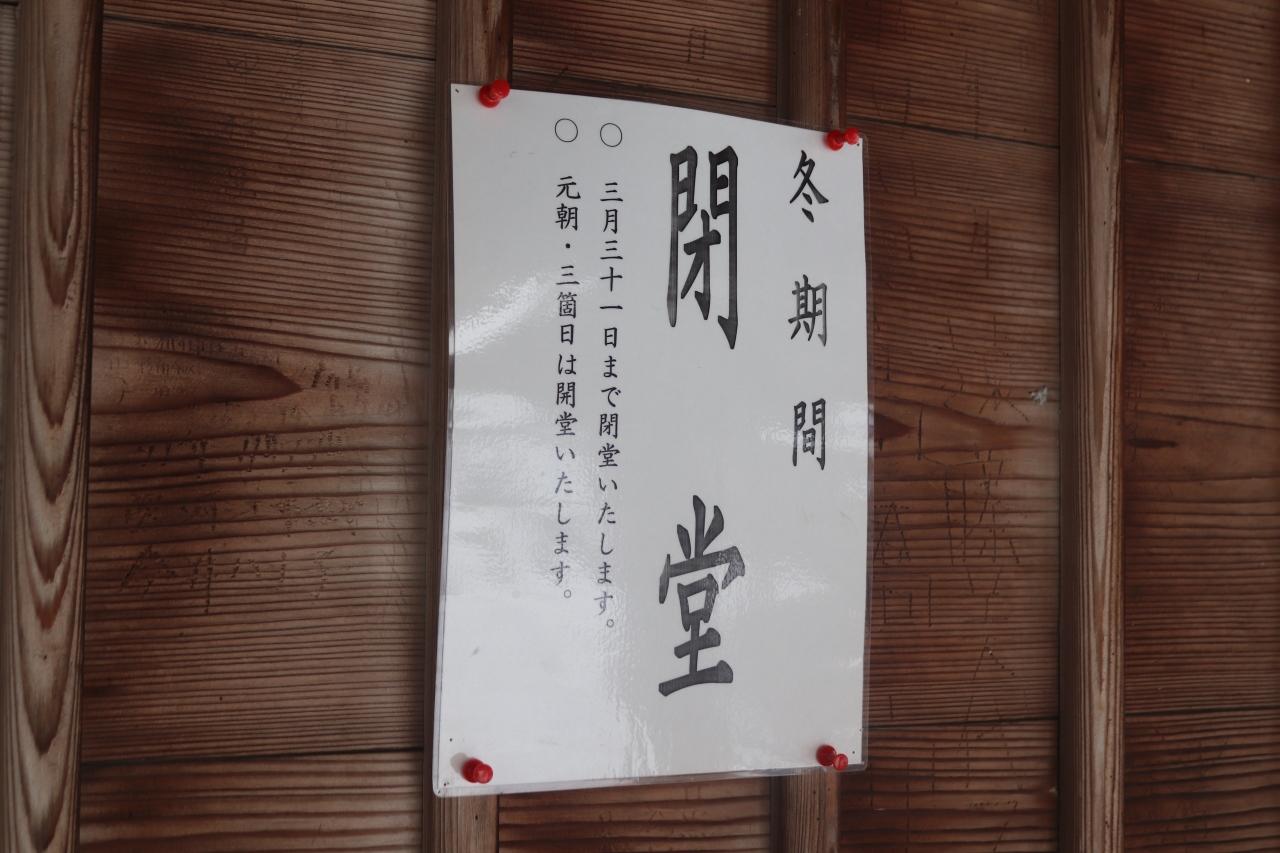 冬期間
閉堂
○ 三月三十一日まで閉堂いたします。
○ 元朝・三箇日は開堂いたします。